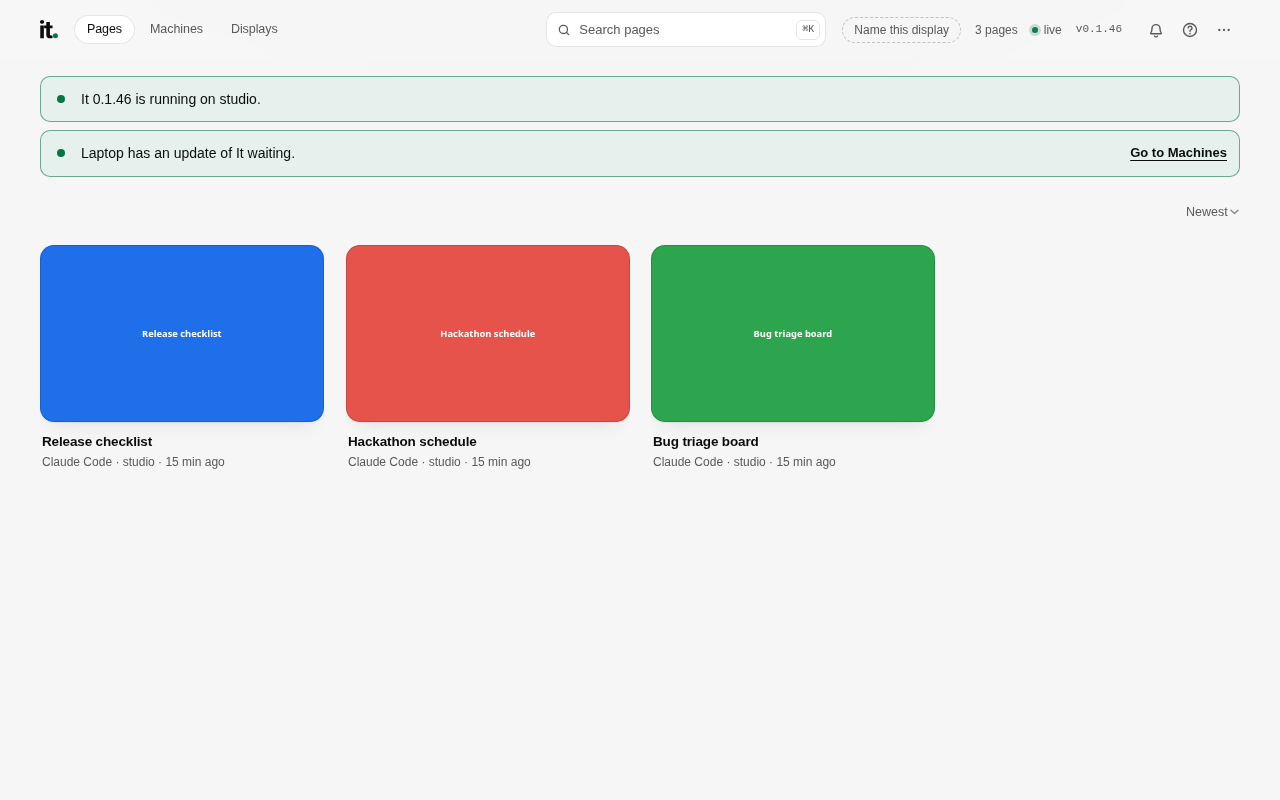 it.
Pages
Machines
Displays
Search pages
⌘K
Name this display
3 pages
live
v0.1.46
It 0.1.46 is running on studio.
Laptop has an update of It waiting.
Go to Machines
Newest
Release checklist
Hackathon schedule
Bug triage board
Release checklist
Claude Code · studio · 15 min ago
Hackathon schedule
Claude Code · studio · 15 min ago
Bug triage board
Claude Code · studio · 15 min ago